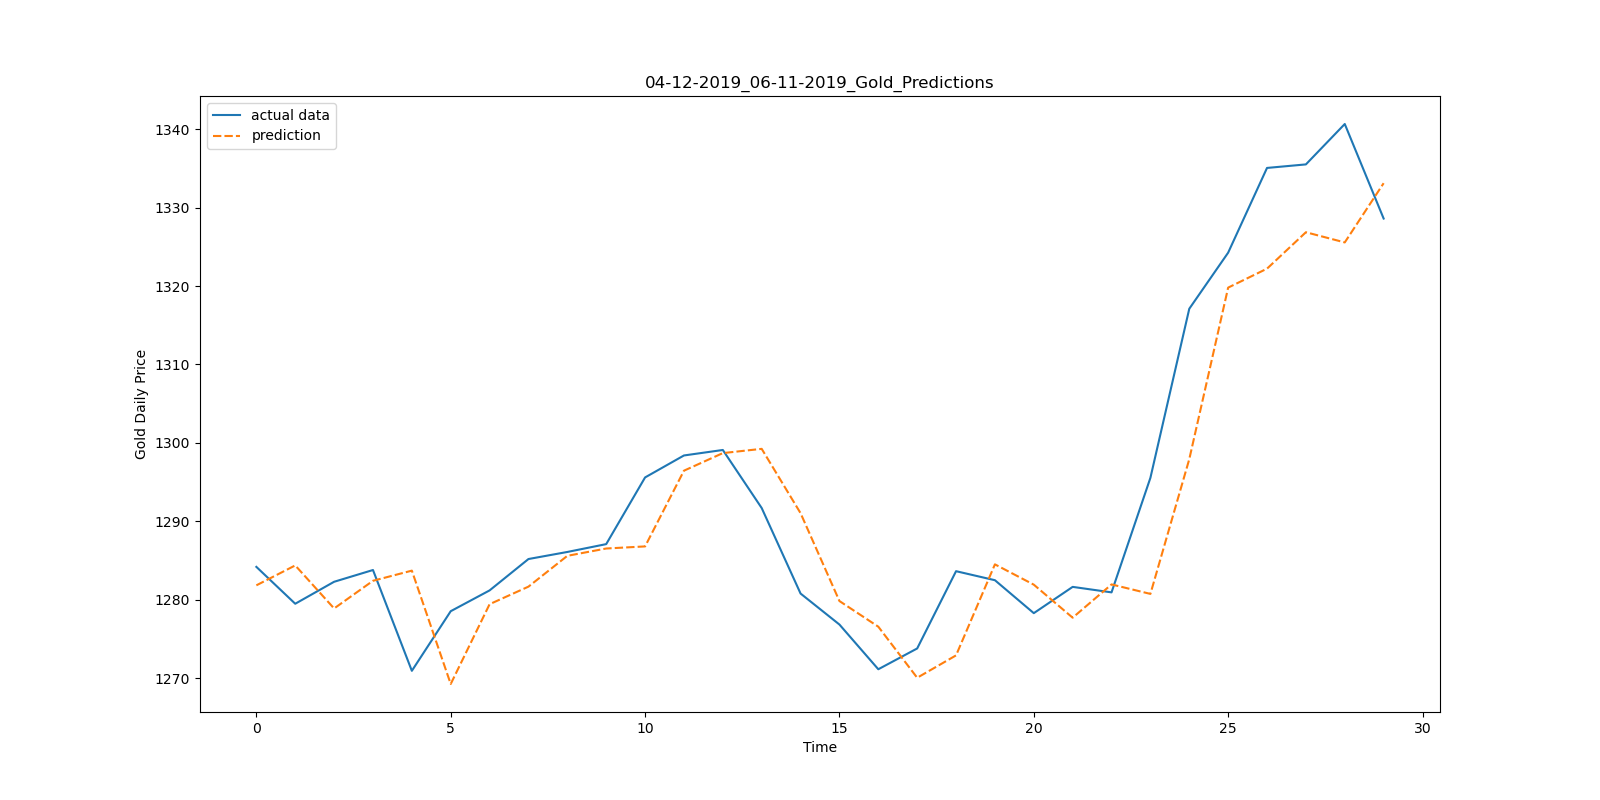 04-12-2019_06-11-2019_Gold_Predictions
actual data
prediction
1340
1330
1320
1310
1300
1290
1280
1270
Gold Daily Price
0 5 10 15 20 25 30
Time